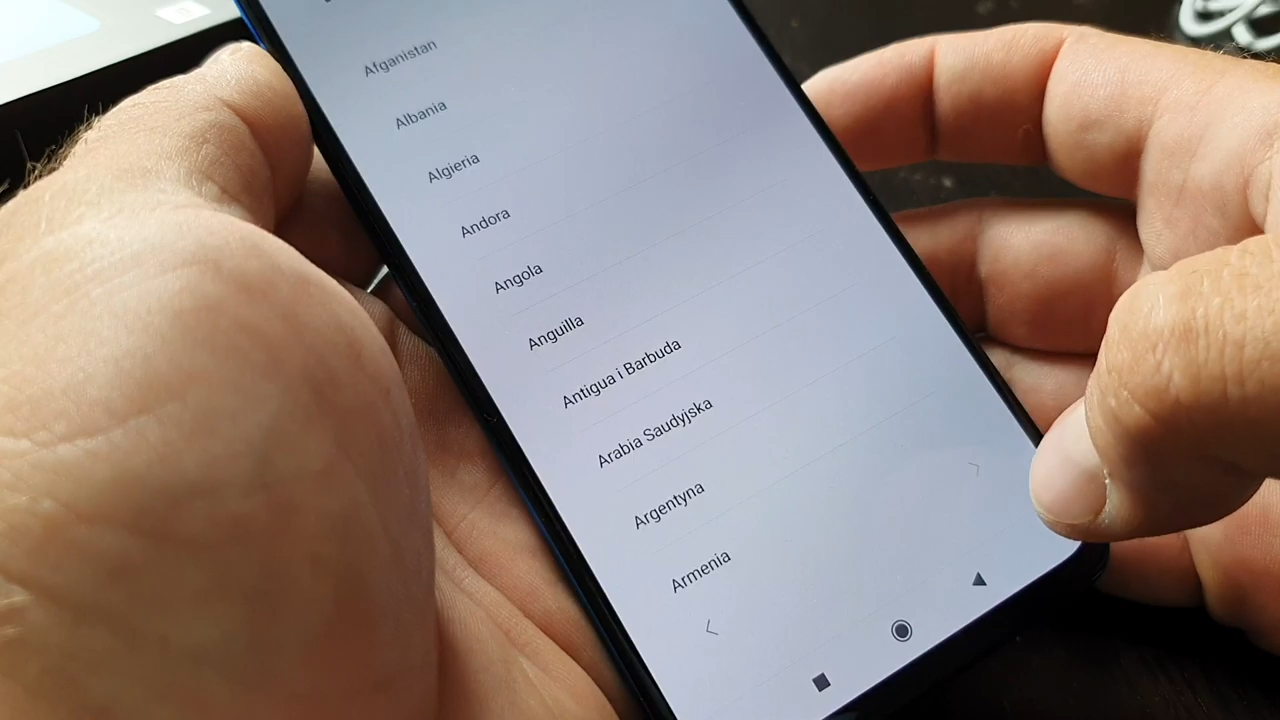 Afganistan
Albania
Algieria
Andora
Angola
Anguilla
Antigua i Barbuda
Arabia Saudyjska
Argentyna
Armenia